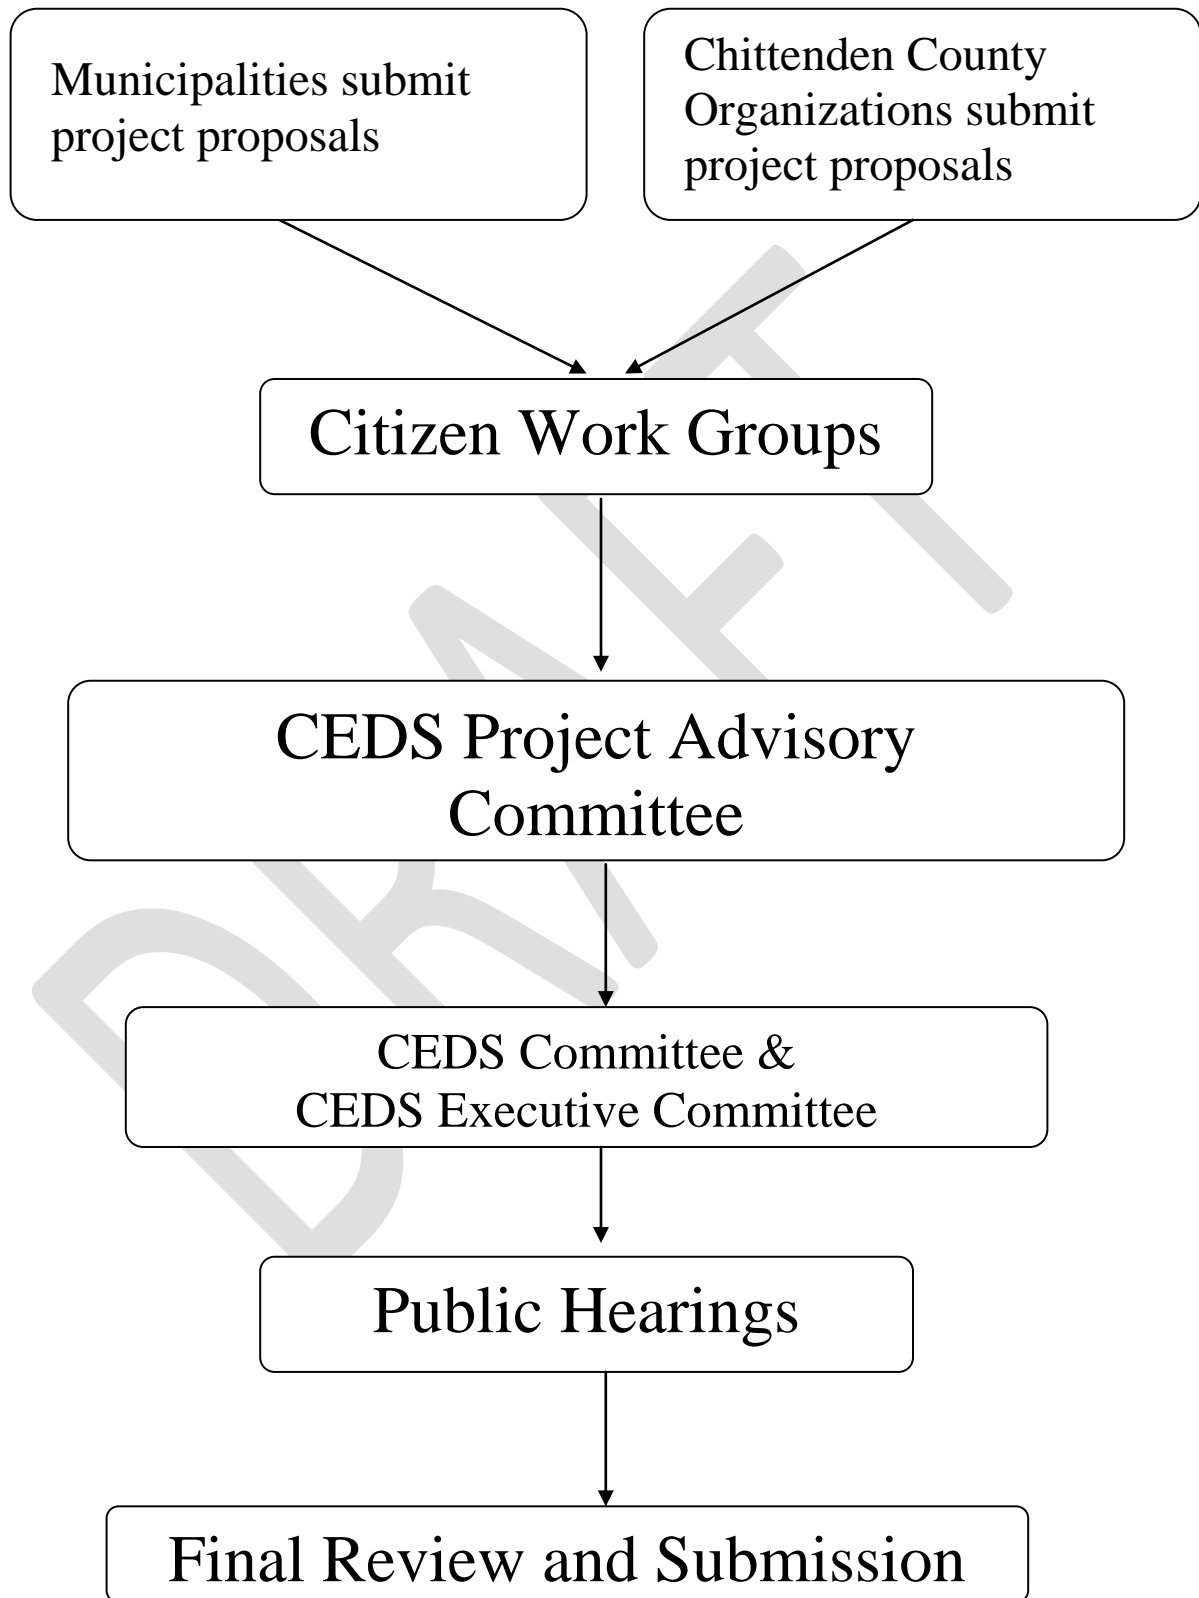 Municipalities submit
project proposals
Chittenden County
Organizations submit
project proposals
Citizen Work Groups
CEDS Project Advisory
Committee
CEDS Committee &
CEDS Executive Committee
Public Hearings
Final Review and Submission
DRAFT